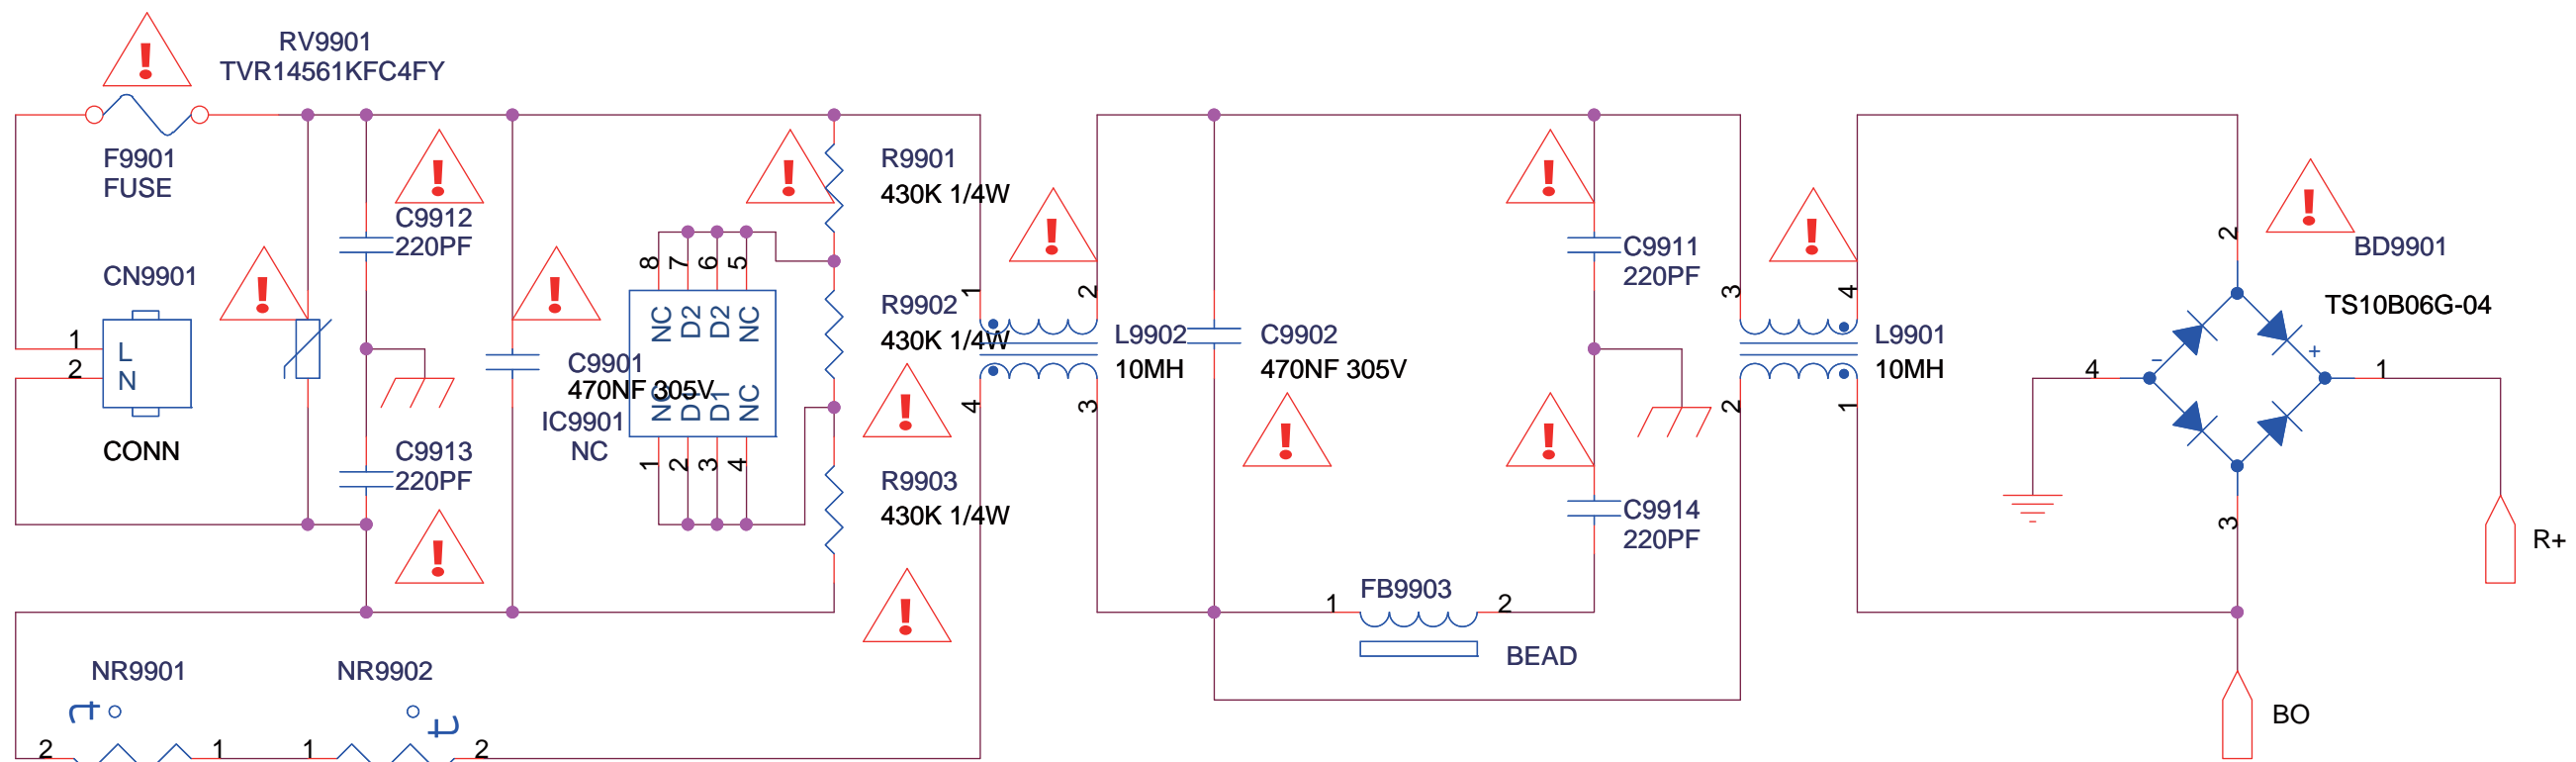 RV9901
TVR14561KFC4FY
F9901
FUSE
CN9901
1
2
L
N
CONN
C9912
220PF
C9913
220PF
C9901
470NF 305V
IC9901
NC
8
7
6
5
NC
D2
D2
NC
NC
D1
D1
NC
1
2
3
4
R9901
430K 1/4W
R9902
430K 1/4W
R9903
430K 1/4W
1
2
4
3
L9902
10MH
C9902
470NF 305V
C9911
220PF
C9914
220PF
FB9903
1
2
BEAD
3
4
2
1
L9901
10MH
BD9901
TS10B06G-04
2
4
-
+
1
3
R+
BO
NR9901
NR9902
t
t
2
1
1
2